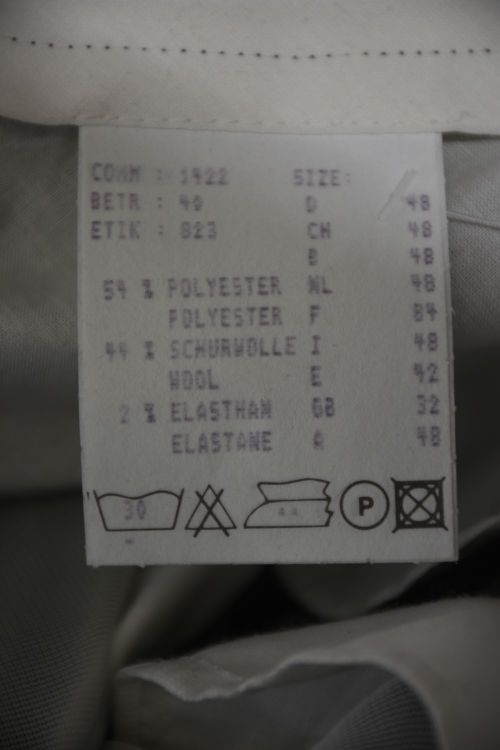 COMM : 1422 SIZE:
BETR : 40 D 48
ETIK : 823 CH 48
B 48
54 % POLYESTER NL 48
POLYESTER F 84
44 % SCHURWOLLE I 48
WOOL E 42
2 % ELASTHAN GB 32
ELASTANE A 48
30 P